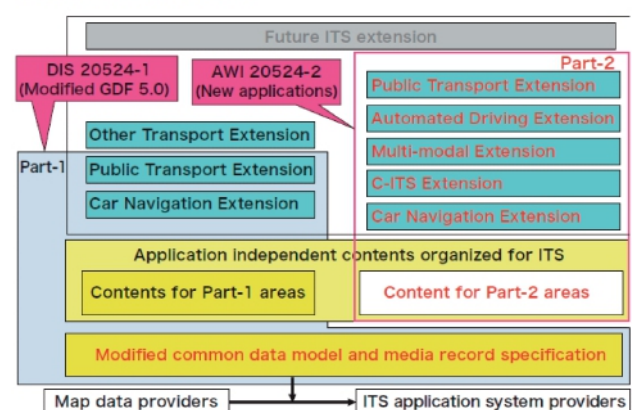 Future ITS extension
DIS 20524-1
(Modified GDF 5.0)
AWI 20524-2
(New applications)
Part-2
Public Transport Extension
Automated Driving Extension
Multi-modal Extension
C-ITS Extension
Car Navigation Extension
Other Transport Extension
Part-1
Public Transport Extension
Car Navigation Extension
Application independent contents organized for ITS
Contents for Part-1 areas
Content for Part-2 areas
Modified common data model and media record specification
Map data providers
ITS application system providers